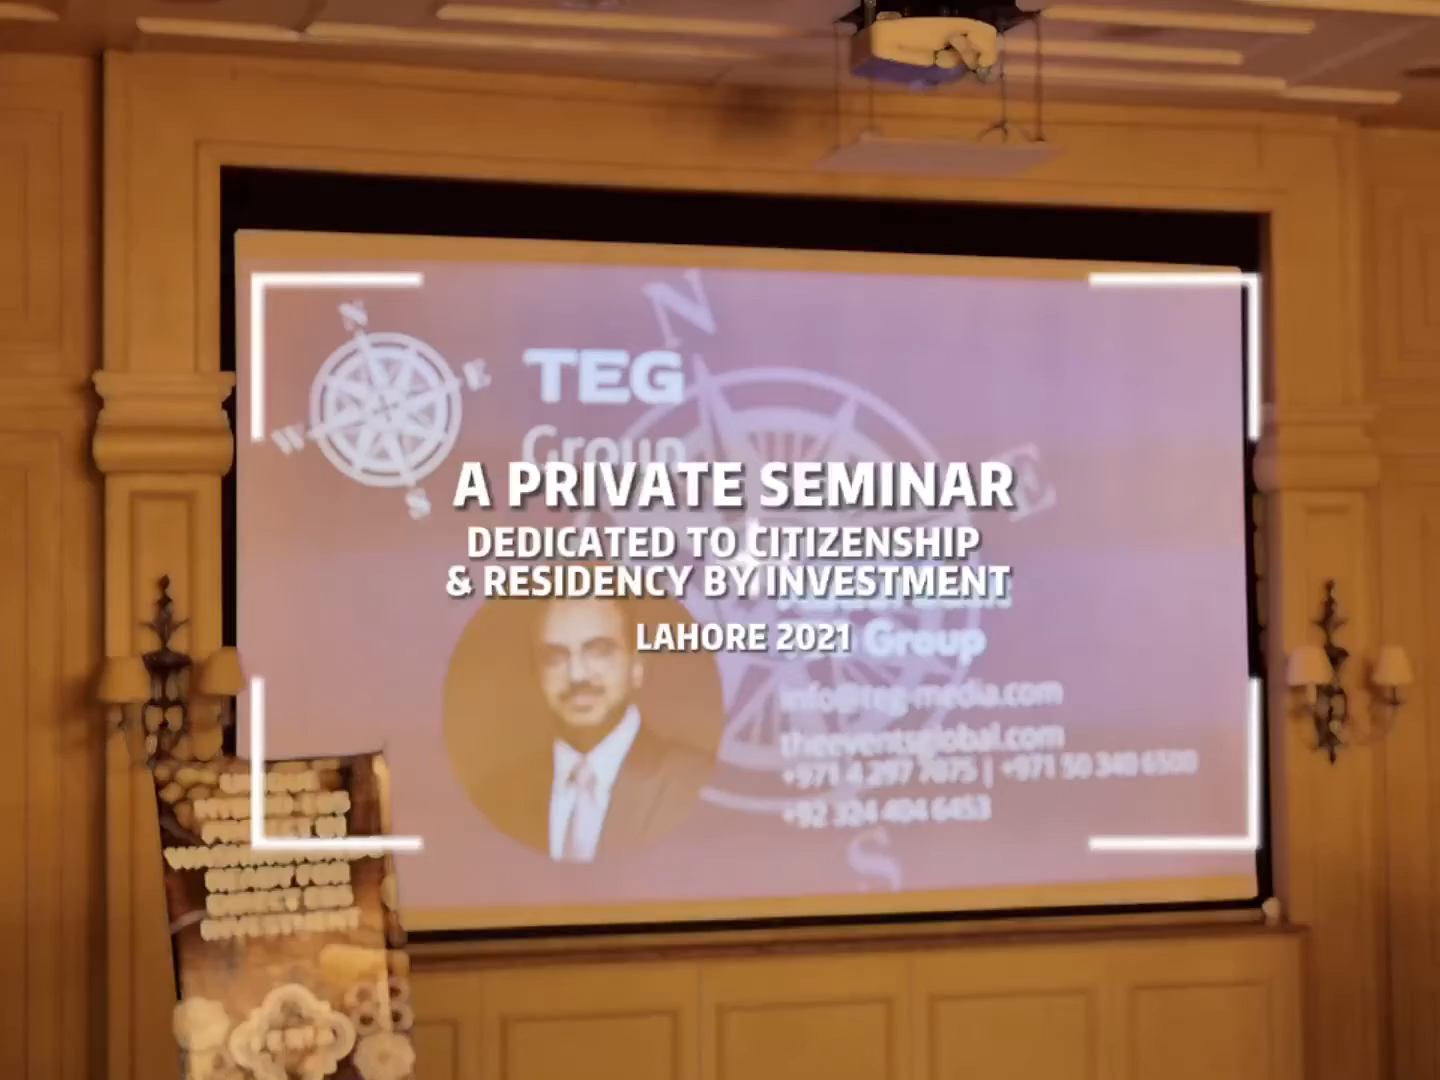 N
E
W
S
TEG
Group
N
E
S
A PRIVATE SEMINAR
DEDICATED TO CITIZENSHIP
& RESIDENCY BY INVESTMENT
LAHORE 2021
Group
info@teg-media.com
theeventsglobal.com
+971 4 297 7875 | +971 50 340 6500
+92 324 404 6453